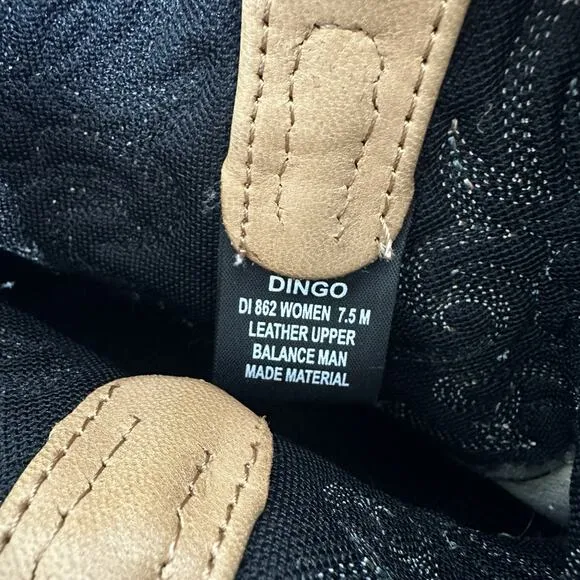 DINGO
DI 862 WOMEN 7.5 M
LEATHER UPPER
BALANCE MAN
MADE MATERIAL